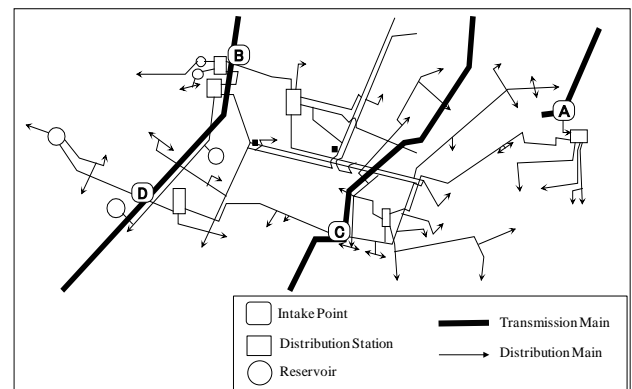 B
A
D
C
Intake Point
Transmission Main
Distribution Station
Distribution Main
Reservoir